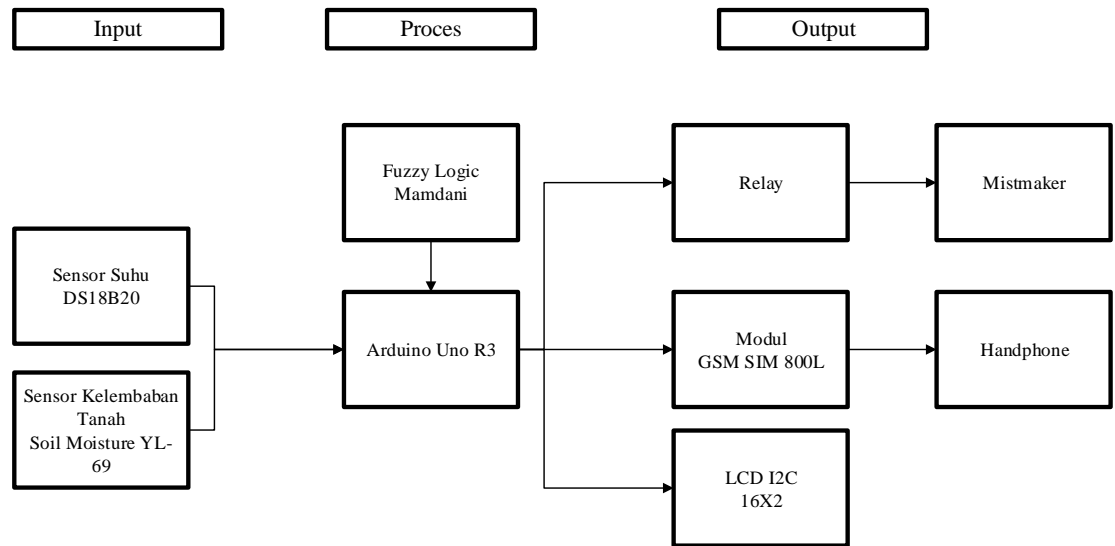 Input
Proces
Output
Fuzzy Logic
Mamdani
Relay
Mistmaker
Sensor Suhu
DS18B20
Arduino Uno R3
Modul
GSM SIM 800L
Handphone
Sensor Kelembaban
Tanah
Soil Moisture YL-
69
LCD I2C
16X2